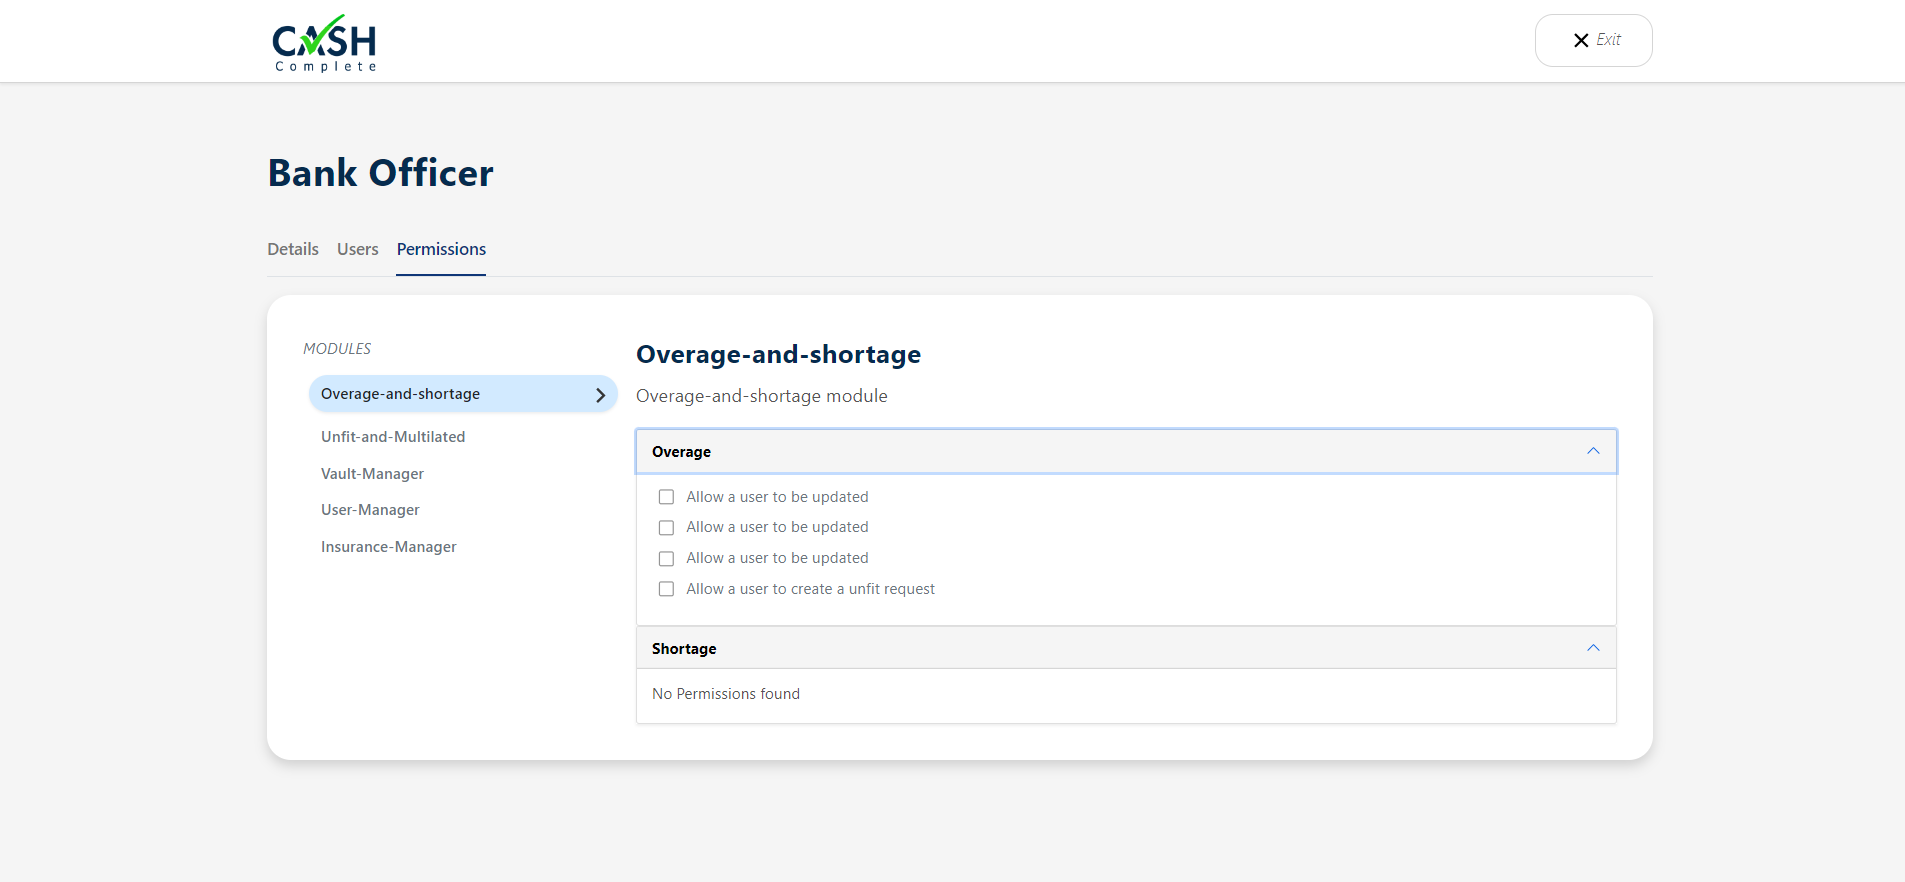 CASH
Complete
Exit
Bank Officer
Details Users Permissions
MODULES
Overage-and-shortage
Unfit-and-Multilated
Vault-Manager
User-Manager
Insurance-Manager
Overage-and-shortage
Overage-and-shortage module
Overage
Allow a user to be updated
Allow a user to be updated
Allow a user to be updated
Allow a user to create a unfit request
Shortage
No Permissions found